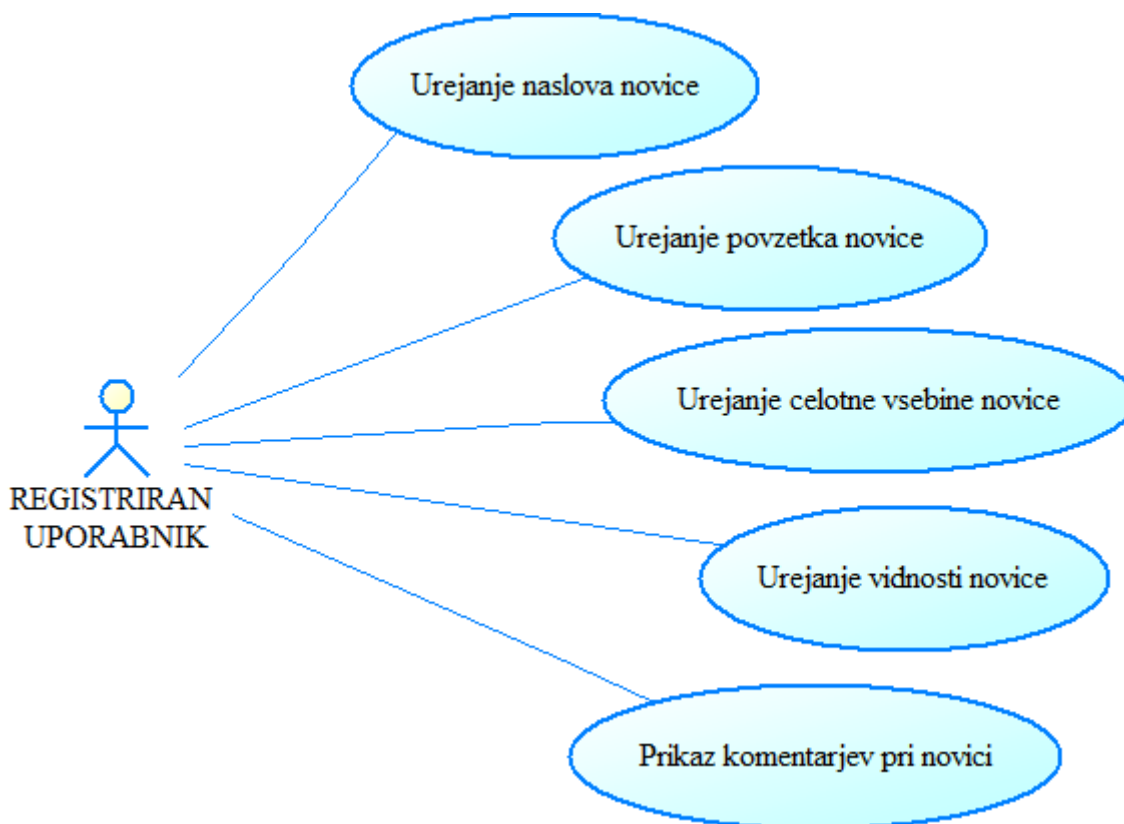 Urejanje naslova novice
Urejanje povzetka novice
Urejanje celotne vsebine novice
REGISTRIRAN
UPORABNIK
Urejanje vidnosti novice
Prikaz komentarjev pri novici